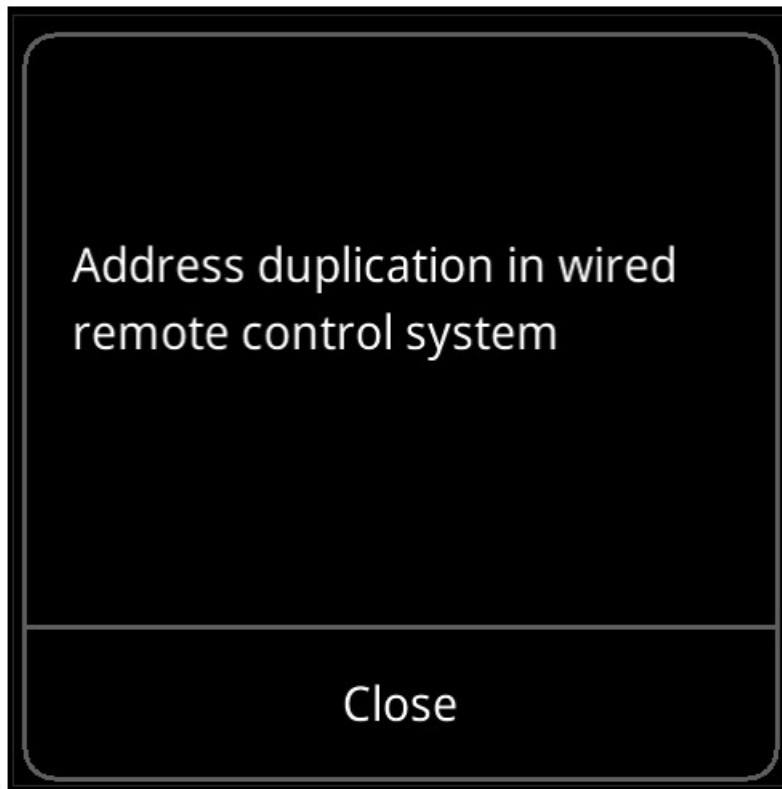 Address duplication in wired
remote control system
Close